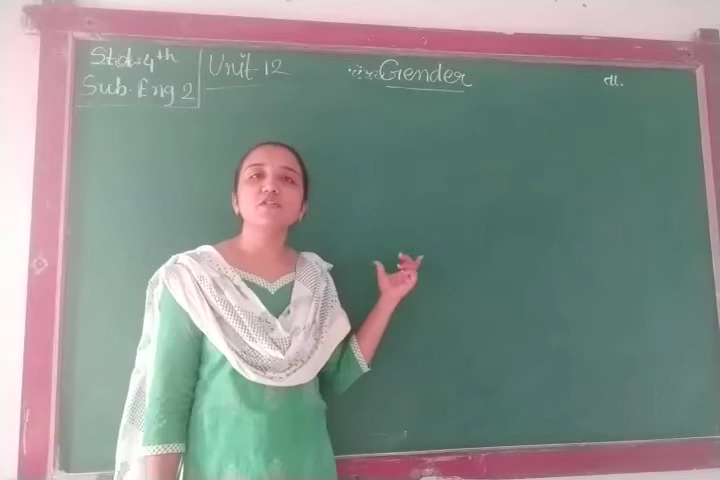 Std:4th
Sub. Eng 2
Unit 12
Gender
તા.